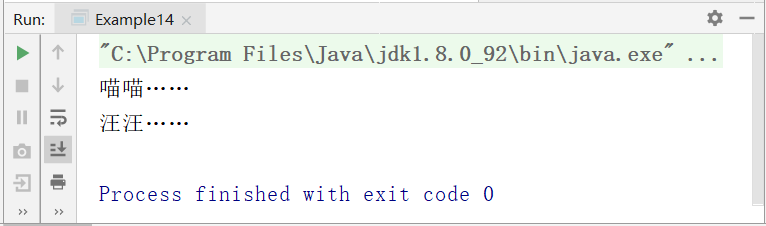 Run: Example14
"C:\Program Files\Java\jdk1.8.0_92\bin\java.exe" ...
喵喵……
汪汪……
Process finished with exit code 0